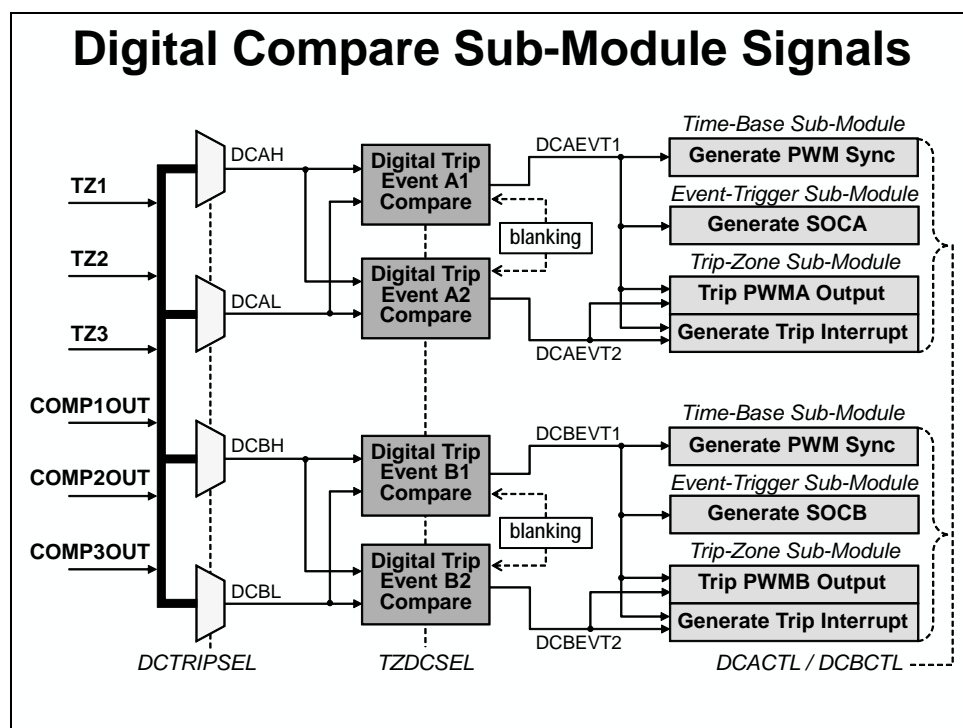 Digital Compare Sub-Module Signals
TZ1
TZ2
TZ3
COMP1OUT
COMP2OUT
COMP3OUT
DCAH
DCAL
DCBH
DCBL
DCTRIPSEL
Digital Trip
Event A1
Compare
Digital Trip
Event A2
Compare
Digital Trip
Event B1
Compare
Digital Trip
Event B2
Compare
TZDCSEL
blanking
blanking
DCAEVT1
DCAEVT2
DCBEVT1
DCBEVT2
Time-Base Sub-Module
Generate PWM Sync
Event-Trigger Sub-Module
Generate SOCA
Trip-Zone Sub-Module
Trip PWMA Output
Generate Trip Interrupt
Time-Base Sub-Module
Generate PWM Sync
Event-Trigger Sub-Module
Generate SOCB
Trip-Zone Sub-Module
Trip PWMB Output
Generate Trip Interrupt
DCACTL / DCBCTL